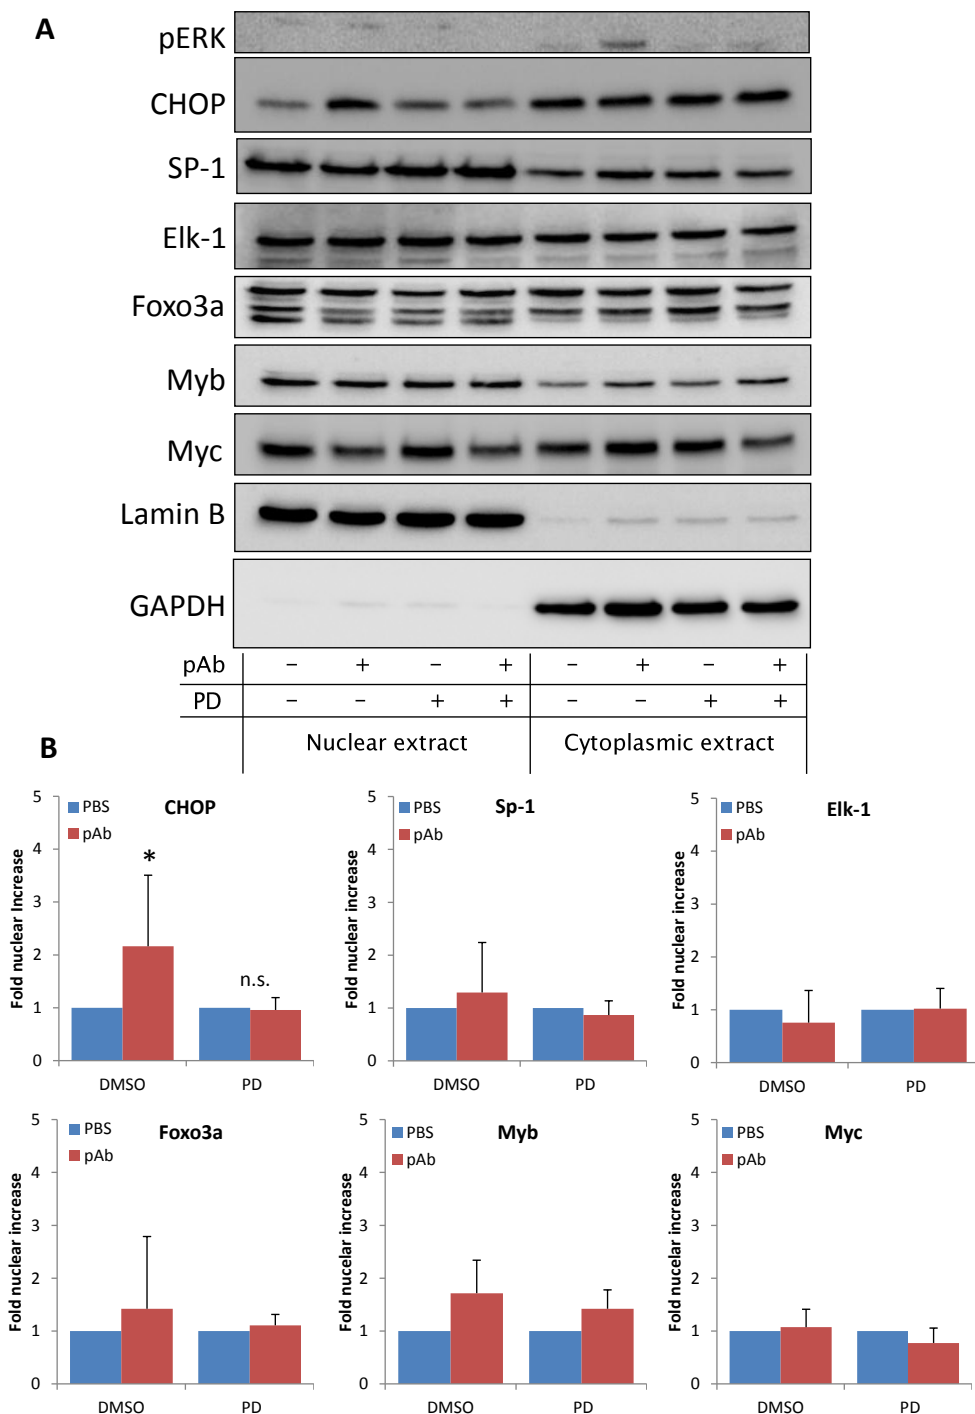 A
pERK
CHOP
SP-1
Elk-1
Foxo3a
Myb
Myc
Lamin B
GAPDH
pAb – + – + – + – +
PD – – + + – – + +
Nuclear extract Cytoplasmic extract
B
CHOP
PBS
pAb
Fold nuclear Increase
5
4
3
2
1
0
*
n.s.
DMSO PD
Sp-1
PBS
pAb
Fold nuclear increase
5
4
3
2
1
0
DMSO PD
Elk-1
PBS
pAb
Fold nuclear increase
5
4
3
2
1
0
DMSO PD
Foxo3a
PBS
pAb
Fold nuclear increase
5
4
3
2
1
0
DMSO PD
Myb
PBS
pAb
Fold nucelar increase
5
4
3
2
1
0
DMSO PD
Myc
PBS
pAb
Fold nucelar increase
5
4
3
2
1
0
DMSO PD